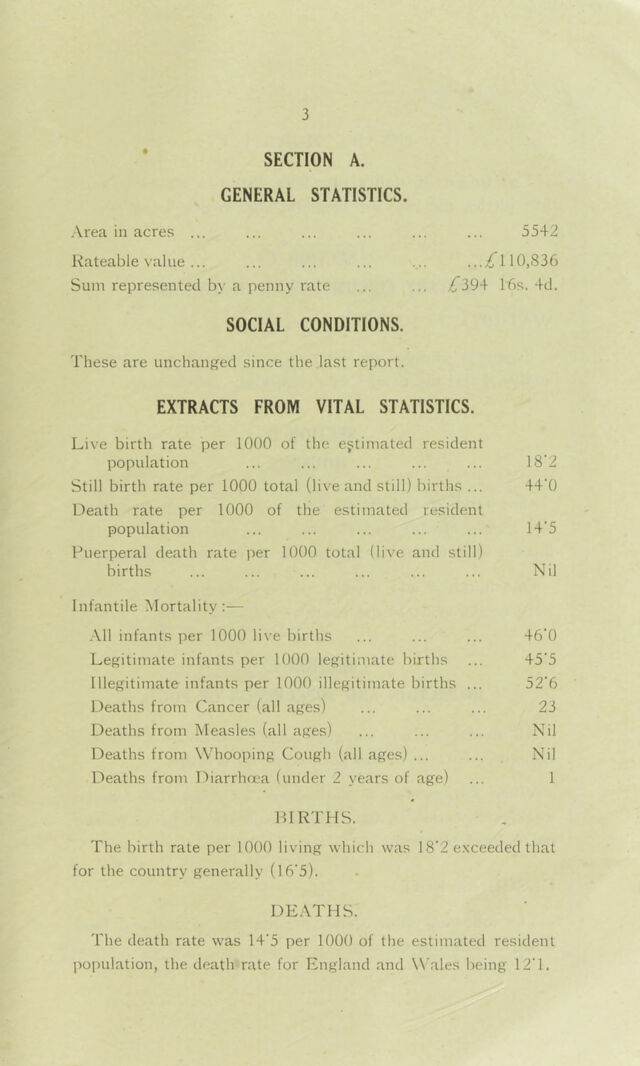 3
SECTION A.
GENERAL STATISTICS.
Area in acres ... ... ... ... ... ... 5542
Rateable value ... ... ... ... ... ...£110,836
Sum represented by a penny rate ... ... £394 16s. 4d.
SOCIAL CONDITIONS.
These are unchanged since the last report.
EXTRACTS FROM VITAL STATISTICS.
Live birth rate per 1000 of the estimated resident
population ... ... ... ... ... 18·2
Still birth rate per 1000 total (live and still) births ... 44·0
Death rate per 1000 of the estimated resident
population ... ... ... ... ... 14·5
Puerperal death rate per 1000 total (live and still)
births ... ... ... ... ... ... Nil
Infantile Mortality :—
All infants per 1000 live births ... ... ... 46·0
Legitimate infants per 1000 legitimate births ... 45·5
Illegitimate infants per 1000 illegitimate births ... 52·6
Deaths from Cancer (all ages) ... ... ... 23
Deaths from Measles (all ages) ... ... ... Nil
Deaths from Whooping Cough (all ages) ... ... Nil
Deaths from Diarrhœa (under 2 years of age) ... 1
BIRTHS.
The birth rate per 1000 living which was 18·2 exceeded that
for the country generally (16·5).
DEATHS.
The death rate was 14·5 per 1000 of the estimated resident
population, the death rate for England and Wales being 12·1.